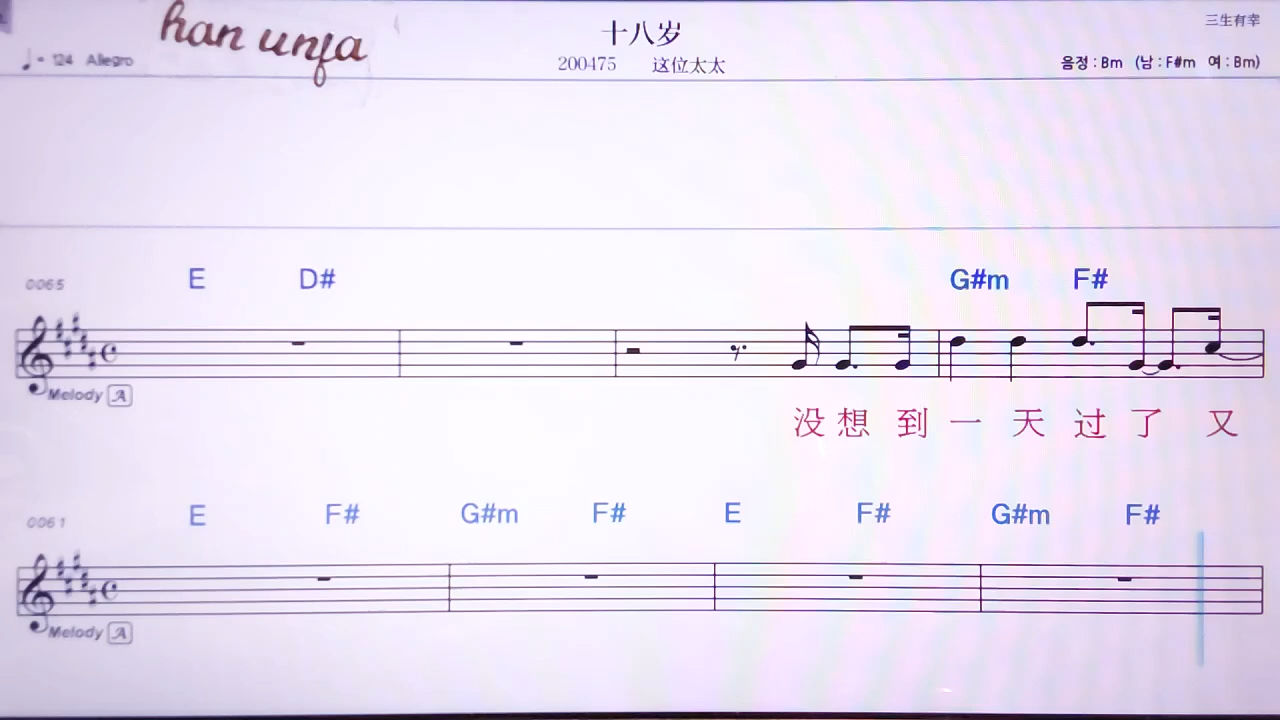 han unfa
十八岁
三生有幸
♩= 124 Allegro
200475 这位太太
음정 : Bm (남 : F#m 여 : Bm)
0065 E D# G#m F#
Melody A
没 想 到 一 天 过 了 又
0061 E F# G#m F# E F# G#m F#
Melody A